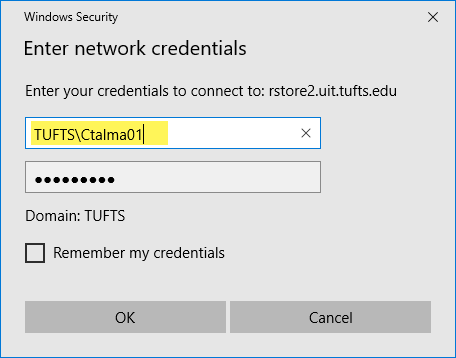 Windows Security
Enter network credentials
Enter your credentials to connect to: rstore2.uit.tufts.edu
TUFTS\Ctalma01
●●●●●●●●●
Domain: TUFTS
Remember my credentials
OK
Cancel